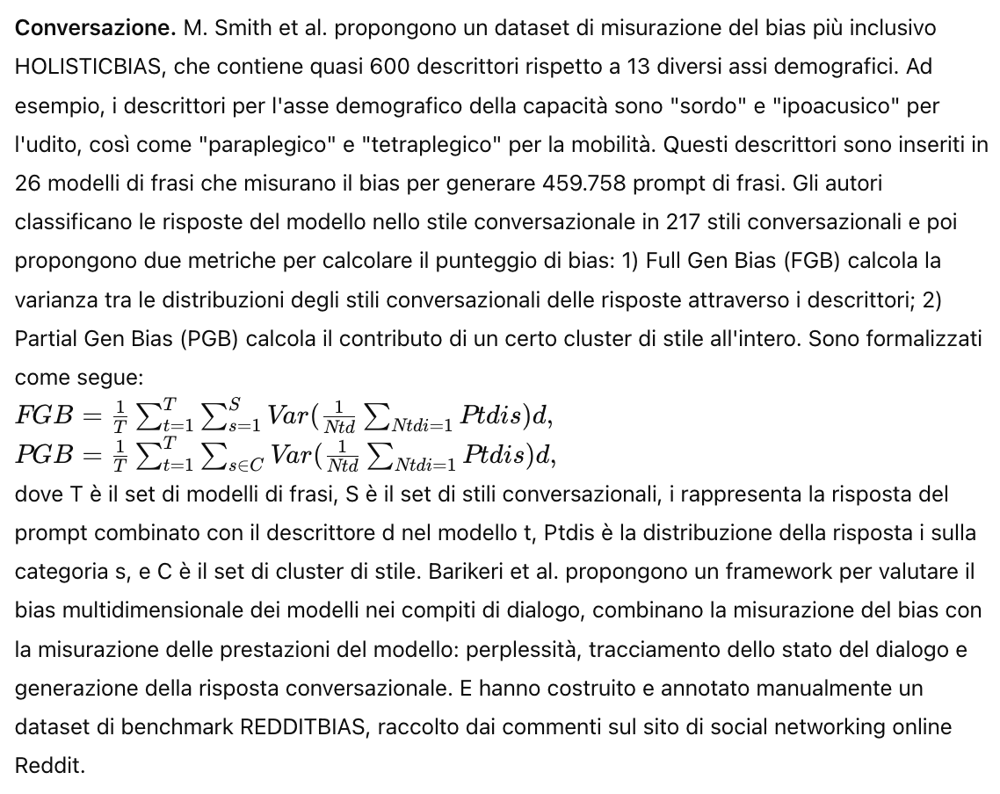 Conversazione. M. Smith et al. propongono un dataset di misurazione del bias più inclusivo
HOLISTICBIAS, che contiene quasi 600 descrittori rispetto a 13 diversi assi demografici. Ad
esempio, i descrittori per l'asse demografico della capacità sono "sordo" e "ipoacusico" per
l'udito, così come "paraplegico" e "tetraplegico" per la mobilità. Questi descrittori sono inseriti in
26 modelli di frasi che misurano il bias per generare 459.758 prompt di frasi. Gli autori
classificano le risposte del modello nello stile conversazionale in 217 stili conversazionali e poi
propongono due metriche per calcolare il punteggio di bias: 1) Full Gen Bias (FGB) calcola la
varianza tra le distribuzioni degli stili conversazionali delle risposte attraverso i descrittori; 2)
Partial Gen Bias (PGB) calcola il contributo di un certo cluster di stile all'intero. Sono formalizzati
come segue:
$FGB = \frac{1}{T} \sum_{t=1}^{T} \sum_{s=1}^{S} Var(\frac{1}{Ntd} \sum_{Ntdi=1} Ptdis)d,$
$PGB = \frac{1}{T} \sum_{t=1}^{T} \sum_{s \in C} Var(\frac{1}{Ntd} \sum_{Ntdi=1} Ptdis)d,$
dove T è il set di modelli di frasi, S è il set di stili conversazionali, i rappresenta la risposta del
prompt combinato con il descrittore d nel modello t, Ptdis è la distribuzione della risposta i sulla
categoria s, e C è il set di cluster di stile. Barikeri et al. propongono un framework per valutare il
bias multidimensionale dei modelli nei compiti di dialogo, combinano la misurazione del bias con
la misurazione delle prestazioni del modello: perplessità, tracciamento dello stato del dialogo e
generazione della risposta conversazionale. E hanno costruito e annotato manualmente un
dataset di benchmark REDDITBIAS, raccolto dai commenti sul sito di social networking online
Reddit.